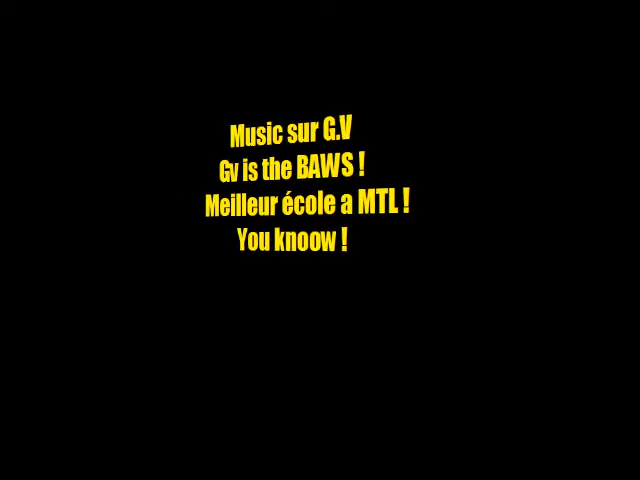 Music sur G.V
Gv is the BAWS !
Meilleur école a MTL !
You knoow !